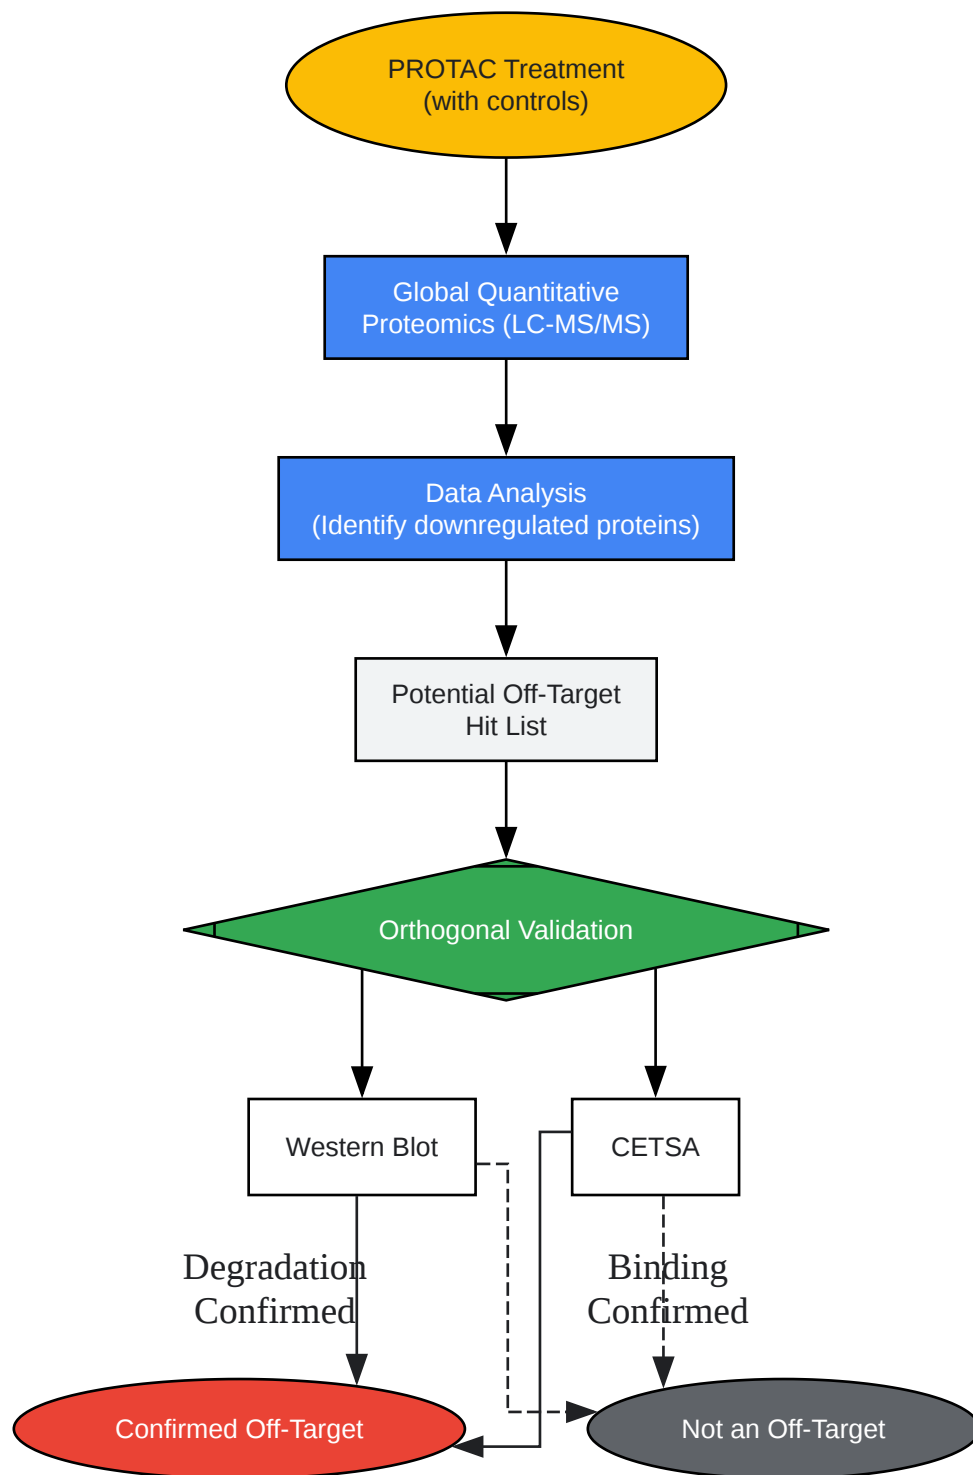 PROTAC Treatment
(with controls)
Global Quantitative
Proteomics (LC-MS/MS)
Data Analysis
(Identify downregulated proteins)
Potential Off-Target
Hit List
Orthogonal Validation
Western Blot
CETSA
Degradation
Confirmed
Binding
Confirmed
Confirmed Off-Target
Not an Off-Target